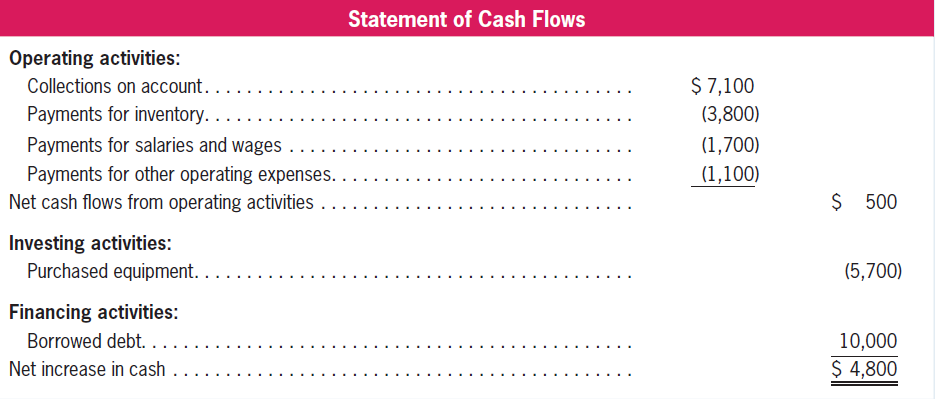 Statement of Cash Flows
Operating activities:
Collections on account. . . . . . . . . . . . . . . . . . . . . . . . . . . . . . . . . . . . . . . . . $ 7,100
Payments for inventory. . . . . . . . . . . . . . . . . . . . . . . . . . . . . . . . . . . . . . . . . (3,800)
Payments for salaries and wages . . . . . . . . . . . . . . . . . . . . . . . . . . . . . . . . . (1,700)
Payments for other operating expenses. . . . . . . . . . . . . . . . . . . . . . . . . . . . . (1,100)
Net cash flows from operating activities . . . . . . . . . . . . . . . . . . . . . . . . . . . . . . $ 500
Investing activities:
Purchased equipment. . . . . . . . . . . . . . . . . . . . . . . . . . . . . . . . . . . . . . . . . . (5,700)
Financing activities:
Borrowed debt. . . . . . . . . . . . . . . . . . . . . . . . . . . . . . . . . . . . . . . . . . . . . . . 10,000
Net increase in cash . . . . . . . . . . . . . . . . . . . . . . . . . . . . . . . . . . . . . . . . . . . . $ 4,800